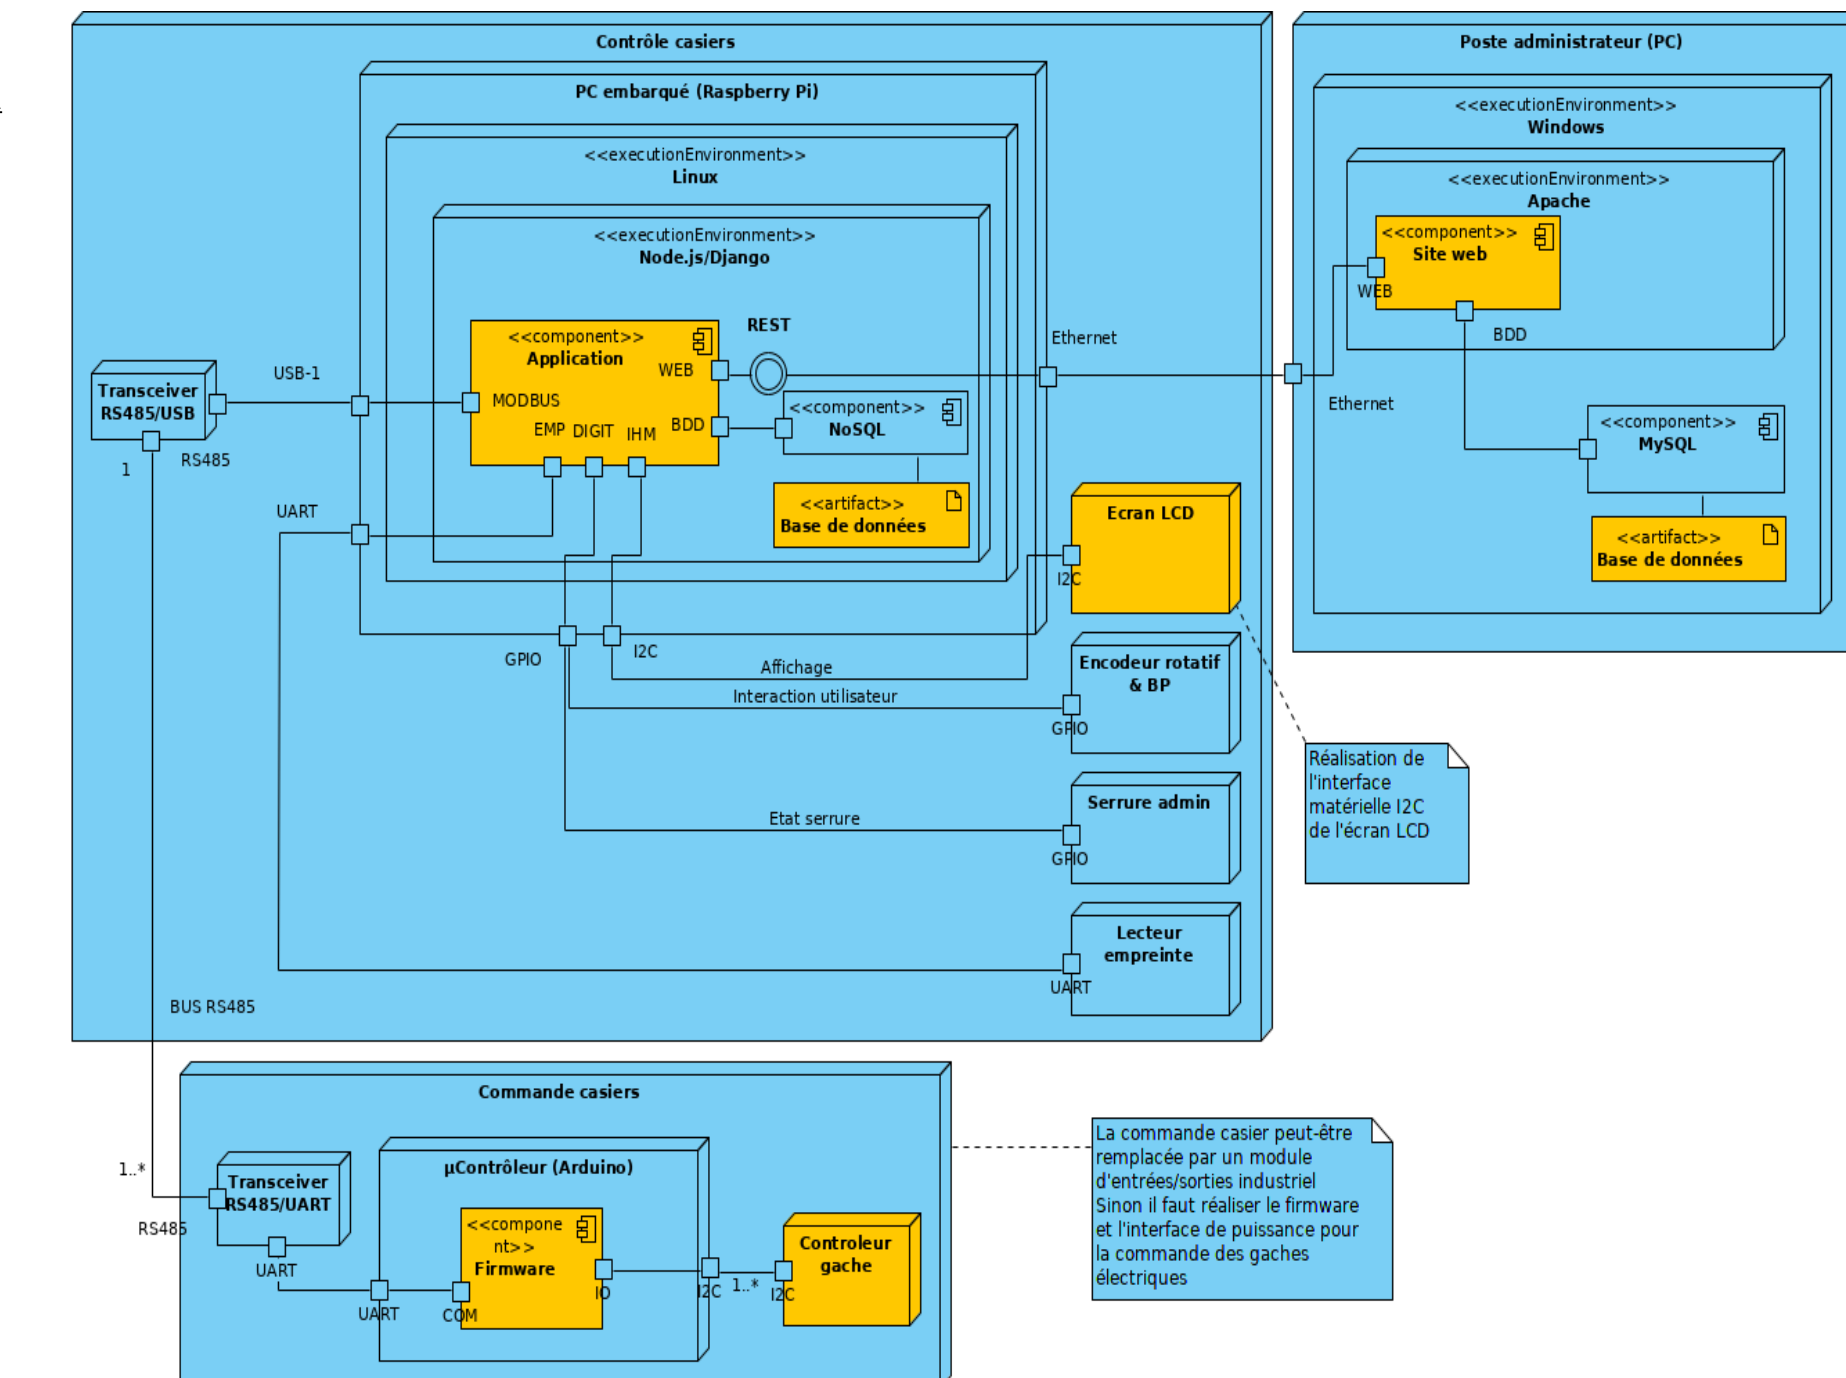 Contrôle casiers
PC embarqué (Raspberry Pi)
<<executionEnvironment>>
Linux
<<executionEnvironment>>
Node.js/Django
<<component>>
Application
WEB
MODBUS
EMP
DIGIT
IHM
BDD
REST
<<component>>
NoSQL
<<artifact>>
Base de données
Transceiver
RS485/USB
USB-1
RS485
1
UART
GPIO
I2C
Ethernet
Affichage
Interaction utilisateur
Etat serrure
Ecran LCD
I2C
Encodeur rotatif
& BP
GPIO
Serrure admin
GPIO
Lecteur
empreinte
UART
BUS RS485
Poste administrateur (PC)
<<executionEnvironment>>
Windows
<<executionEnvironment>>
Apache
<<component>>
Site web
WEB
BDD
Ethernet
<<component>>
MySQL
<<artifact>>
Base de données
Réalisation de
l'interface
matérielle I2C
de l'écran LCD
Commande casiers
1..*
RS485
Transceiver
RS485/UART
UART
µContrôleur (Arduino)
<<compone
nt>>
Firmware
UART
COM
IO
I2C
1..*
I2C
Controleur
gache
La commande casier peut-être
remplacée par un module
d'entrées/sorties industriel
Sinon il faut réaliser le firmware
et l'interface de puissance pour
la commande des gaches
électriques